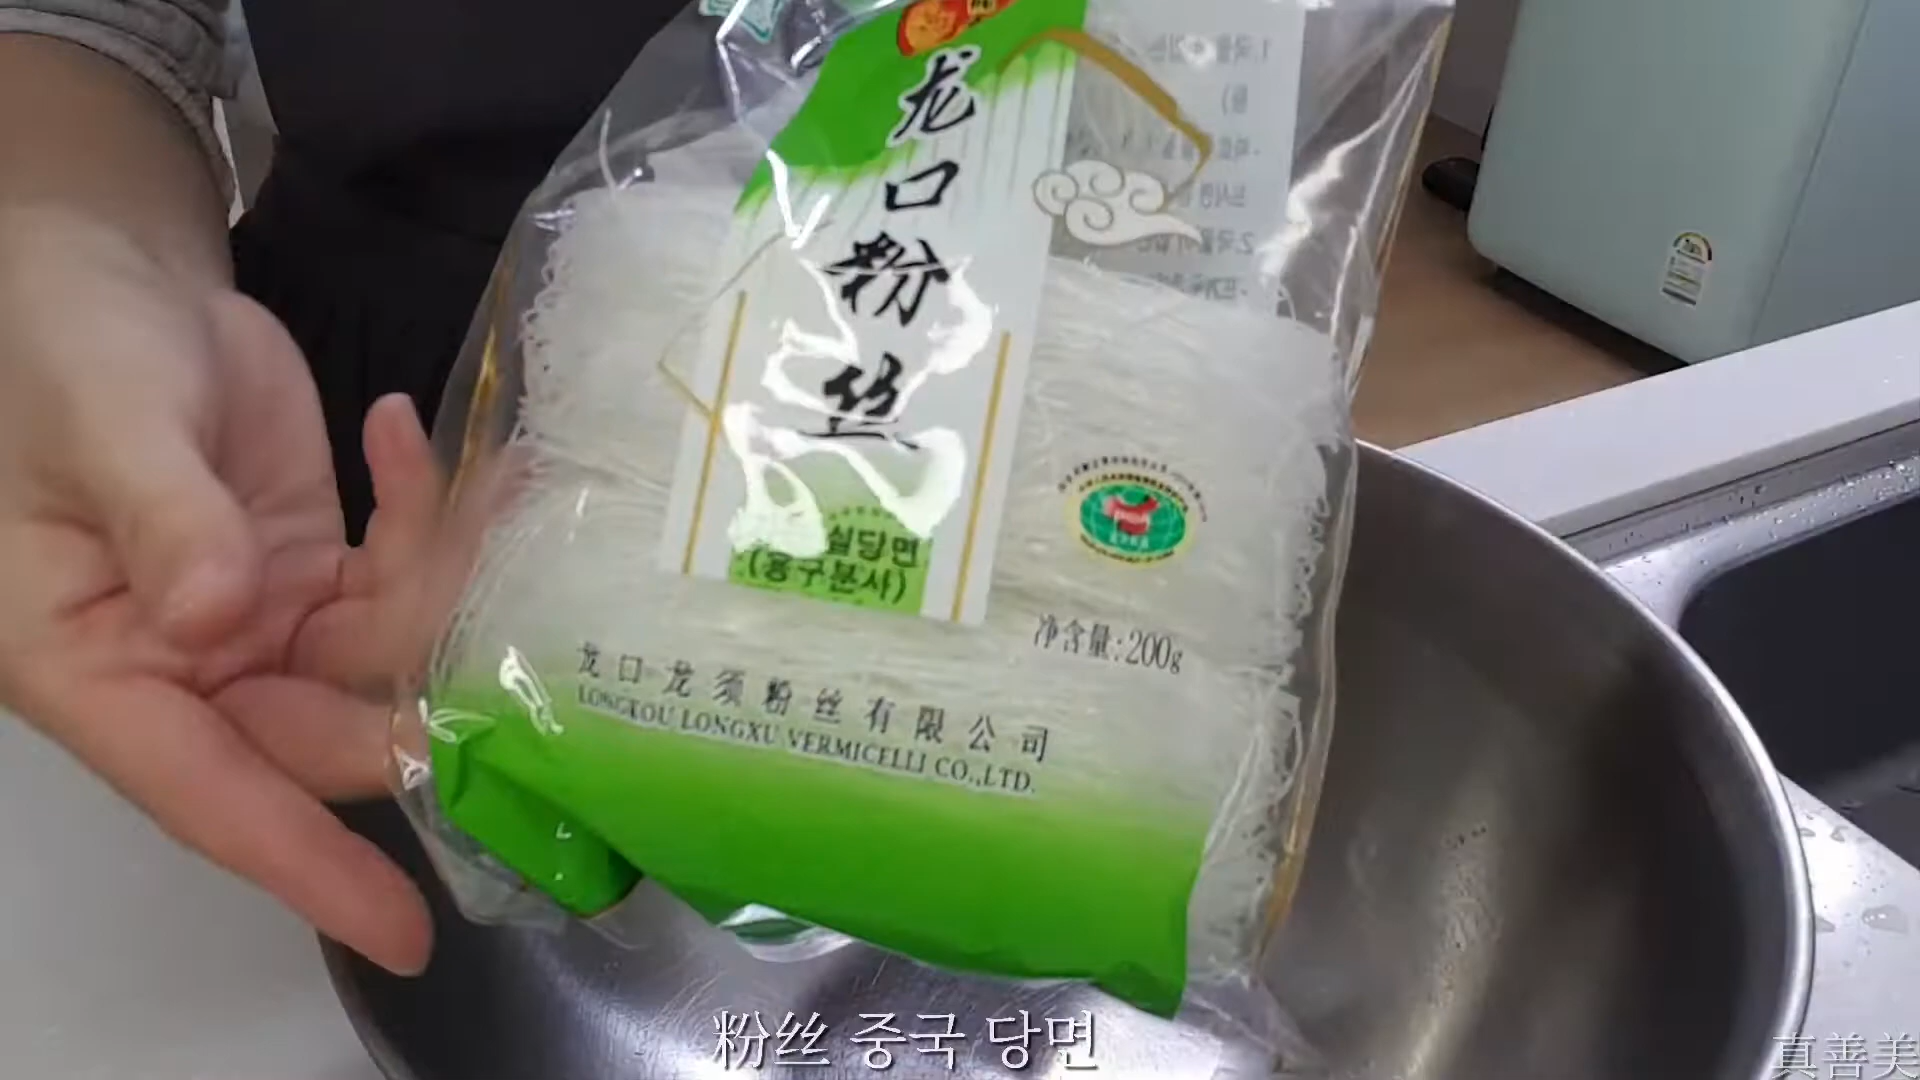 龙口粉丝
실당면
(용구분사)
净含量:200g
龙口龙须粉丝有限公司
LONGKOU LONGXU VERMICELLI CO.,LTD.
粉丝 중국 당면
真善美